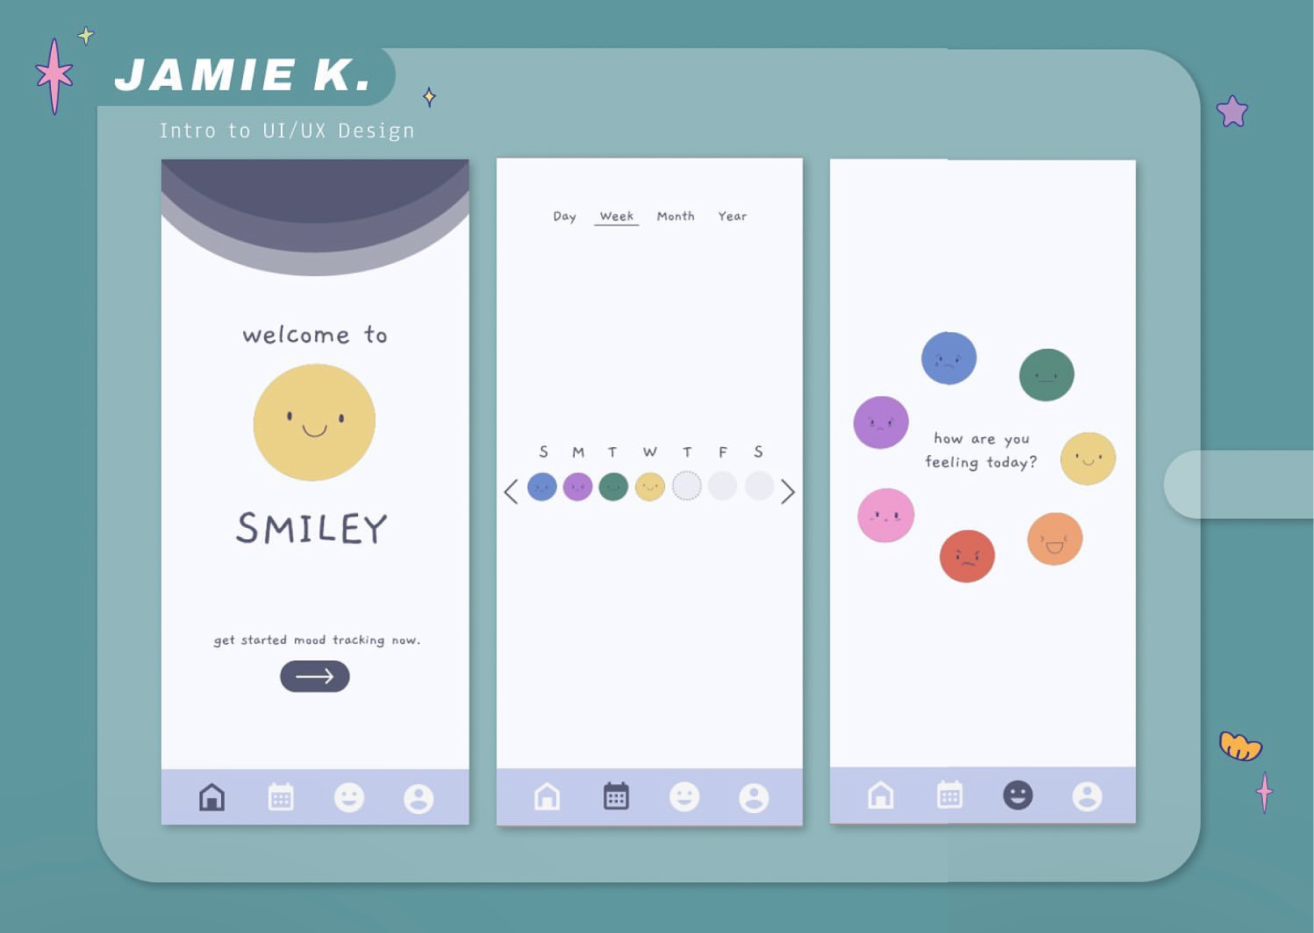 JAMIE K.
Intro to UI/UX Design
welcome to
SMILEY
get started mood tracking now.
Day Week Month Year
S M T W T F S
how are you
feeling today?